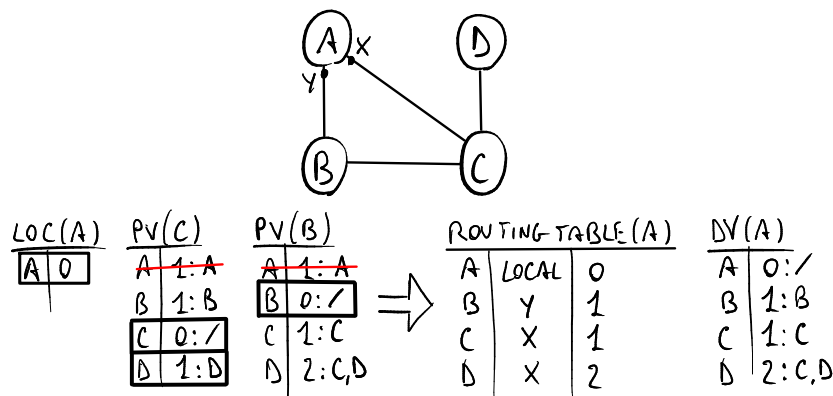 A X D
Y
B C
LOC(A) PV(C) PV(B) ROUTING TABLE(A) DV(A)
A 0 A 1:A A 1:A A LOCAL 0 A 0:/
B 1:B B 0:/ B Y 1 B 1:B
C 0:/ C 1:C C X 1 C 1:C
D 1:D D 2:C,D D X 2 D 2:C,D